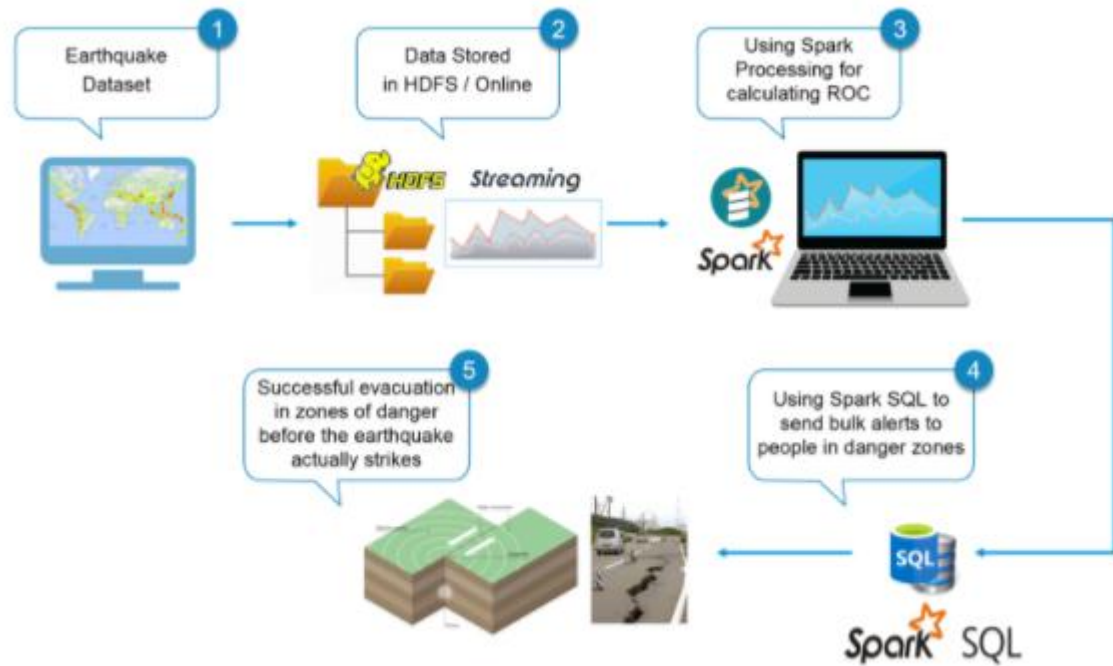 1
Earthquake
Dataset
2
Data Stored
in HDFS / Online
3
Using Spark
Processing for
calculating ROC
HDFS
Streaming
Spark
4
Using Spark SQL to
send bulk alerts to
people in danger zones
SQL
Spark SQL
5
Successful evacuation
in zones of danger
before the earthquake
actually strikes